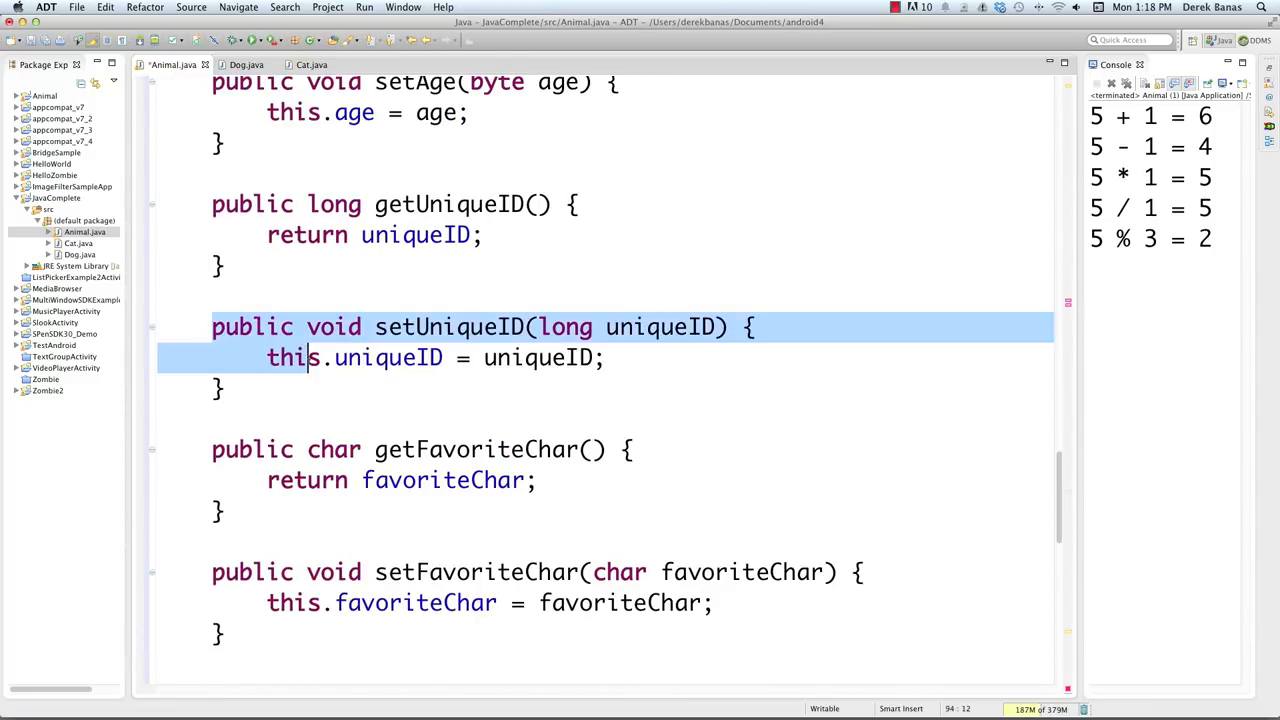 ADT File Edit Refactor Source Navigate Search Project Run Window Help 10 Mon 1:18 PM Derek Banas
Java - JavaComplete/src/Animal.java - ADT - /Users/derekbanas/Documents/android4
Quick Access Java DDMS
Package Exp
Animal
appcompat_v7
appcompat_v7_2
appcompat_v7_3
appcompat_v7_4
BridgeSample
HelloWorld
HelloZombie
ImageFilterSampleApp
JavaComplete
src
(default package)
Animal.java
Cat.java
Dog.java
JRE System Library [Ja
ListPickerExample2Activi
MediaBrowser
MultiWindowSDKExample
MusicPlayerActivity
SlookActivity
SPenSDK30_Demo
TestAndroid
TextGroupActivity
VideoPlayerActivity
Zombie
Zombie2
*Animal.java Dog.java Cat.java
public void setAge(byte age) {
this.age = age;
}
public long getUniqueID() {
return uniqueID;
}
public void setUniqueID(long uniqueID) {
this.uniqueID = uniqueID;
}
public char getFavoriteChar() {
return favoriteChar;
}
public void setFavoriteChar(char favoriteChar) {
this.favoriteChar = favoriteChar;
}
Console
<terminated> Animal (1) [Java Application] /S
5 + 1 = 6
5 - 1 = 4
5 * 1 = 5
5 / 1 = 5
5 % 3 = 2
Writable Smart Insert 94 : 12 187M of 379M